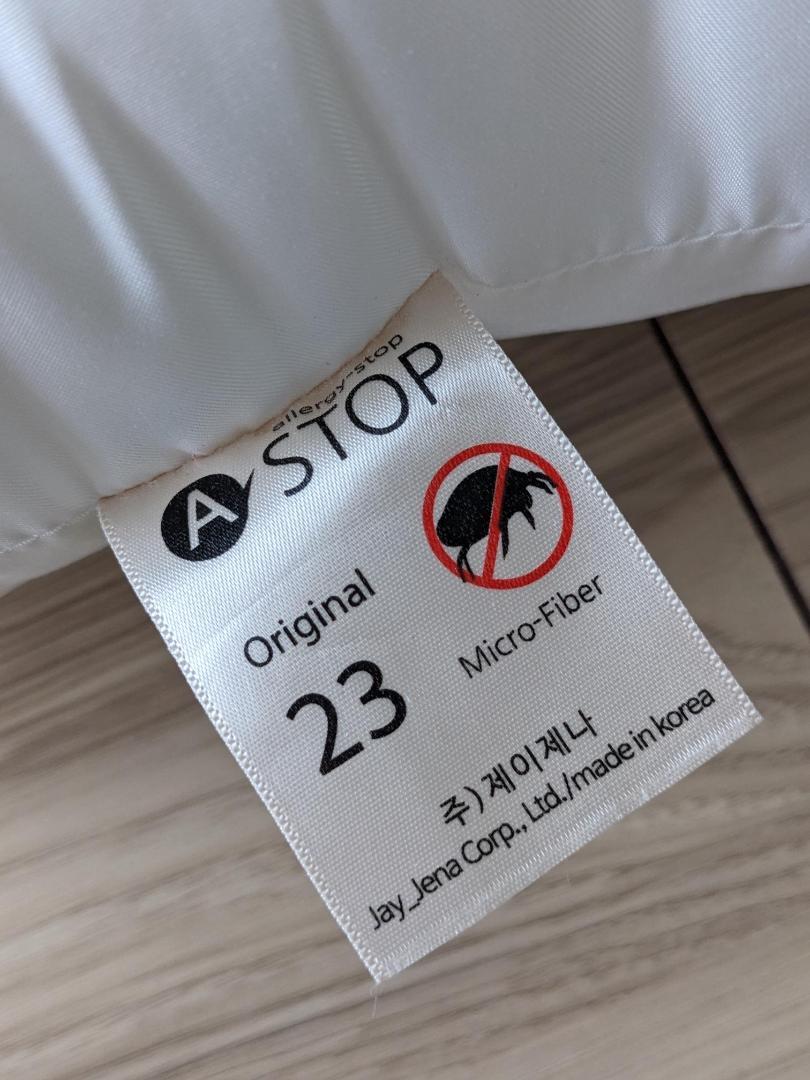 allergy-stop
A STOP
Original
23
Micro-Fiber
주)제이제나
Jay_Jena Corp., Ltd./made in korea